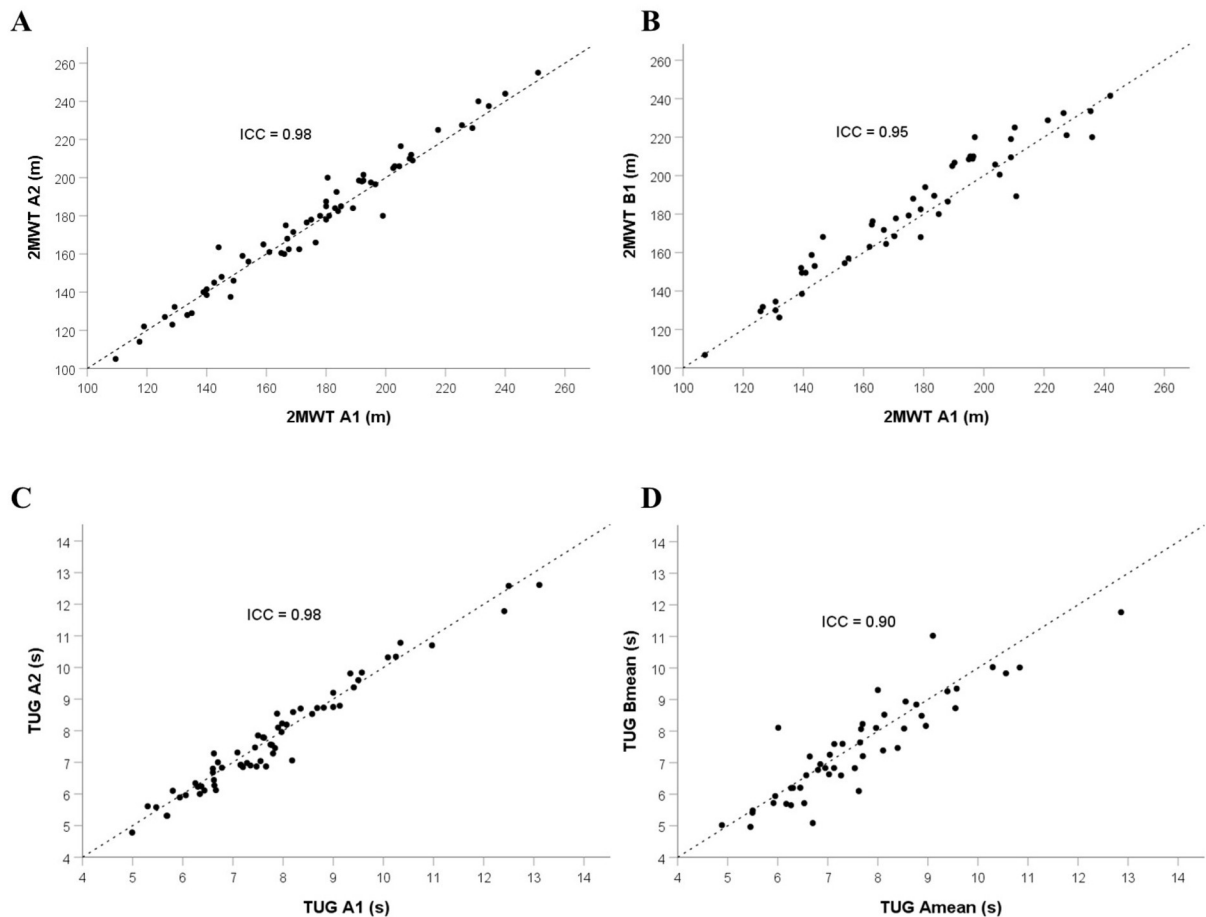 A
260
240
220
200
180
160
140
120
100
2MWT A2 (m)
ICC = 0.98
100 120 140 160 180 200 220 240 260
2MWT A1 (m)
B
260
240
220
200
180
160
140
120
100
2MWT B1 (m)
ICC = 0.95
100 120 140 160 180 200 220 240 260
2MWT A1 (m)
C
14
13
12
11
10
9
8
7
6
5
4
TUG A2 (s)
ICC = 0.98
4 5 6 7 8 9 10 11 12 13 14
TUG A1 (s)
D
14
13
12
11
10
9
8
7
6
5
4
TUG Bmean (s)
ICC = 0.90
4 5 6 7 8 9 10 11 12 13 14
TUG Amean (s)